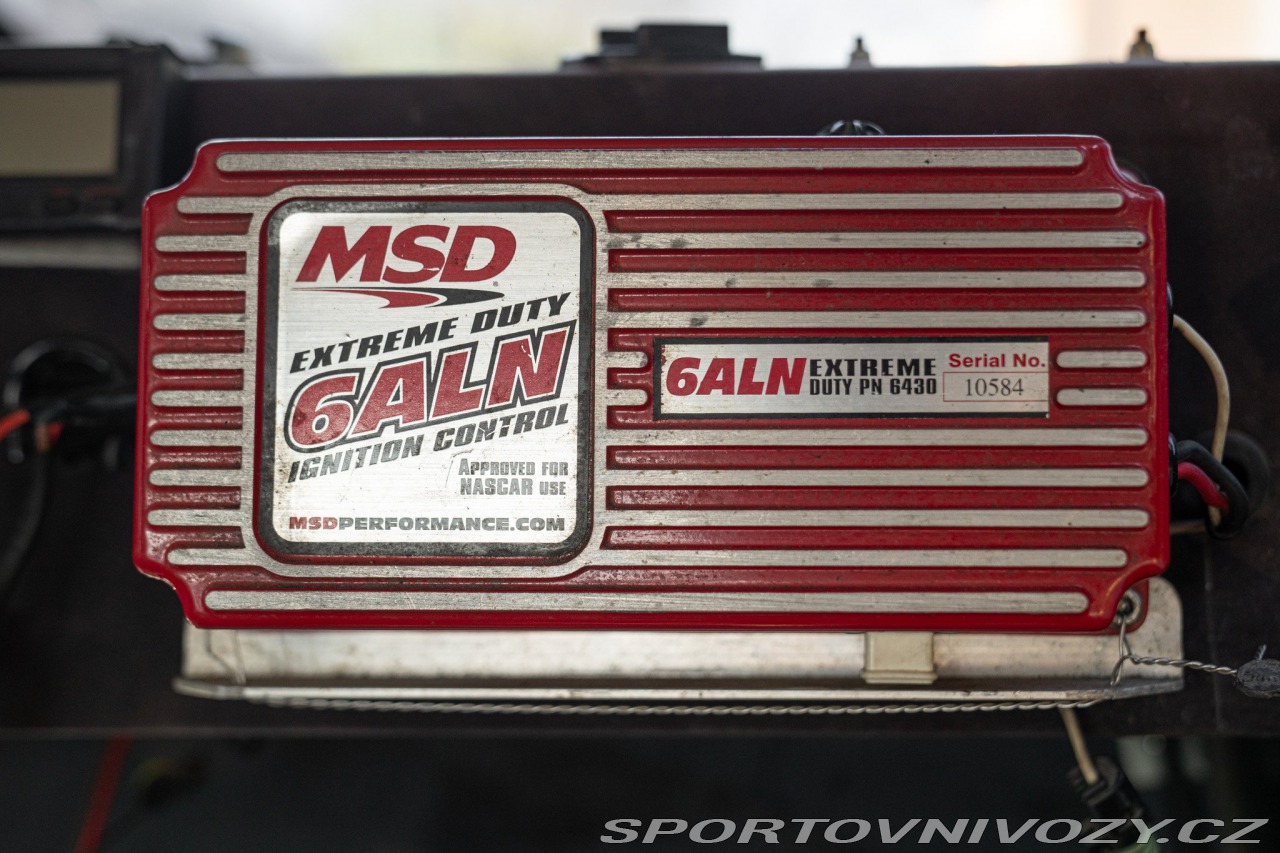 MSD
EXTREME DUTY
6ALN
IGNITION CONTROL
APPROVED FOR
NASCAR USE
MSDPERFORMANCE.COM
6ALN EXTREME
DUTY PN 6430
Serial No.
10584
SPORTOVNIVOZY.CZ